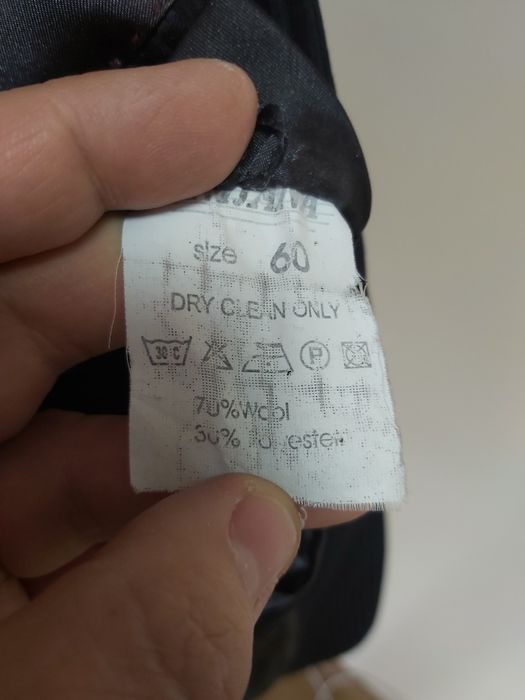 size 60
DRY CLEAN ONLY
30°C P
70%Wool
30% Polyester